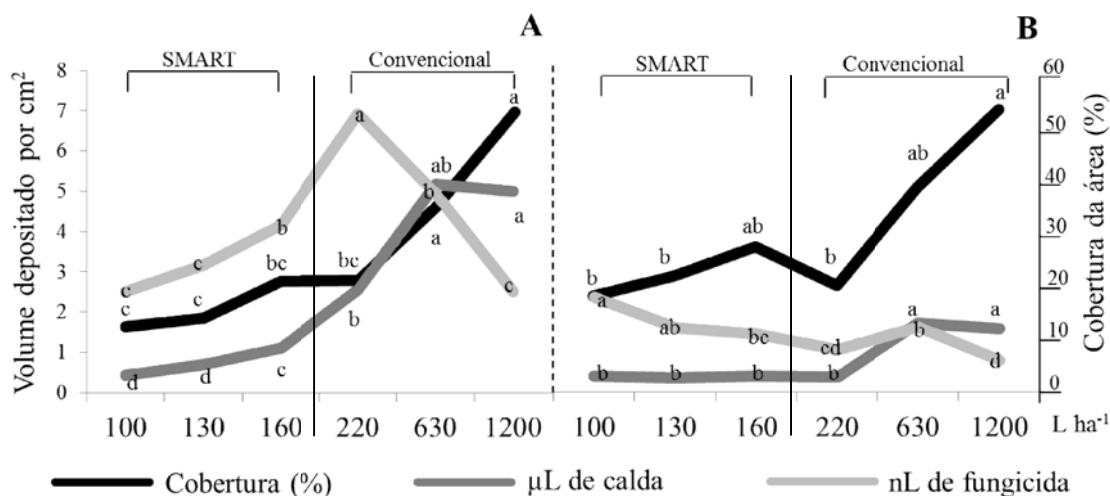 A
B
SMART
Convencional
SMART
Convencional
Volume depositado por cm²
8
7
6
5
4
3
2
1
0
c c b a b c
c c bc bc ab a
d d c b a a
b b ab b ab a
a ab bc cd b d
b b b b a a
60
50
40
30
20
10
0
Cobertura da área (%)
100 130 160 220 630 1200 100 130 160 220 630 1200 L ha⁻¹
Cobertura (%) µL de calda nL de fungicida